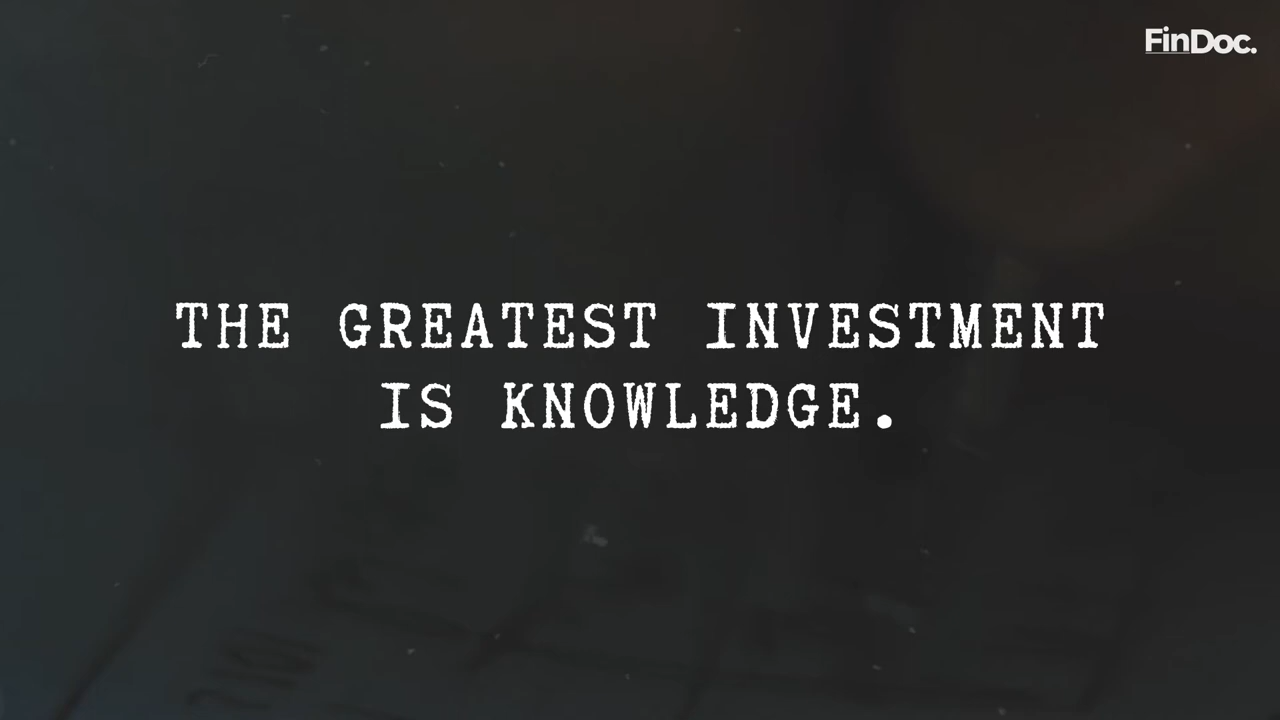 FinDoc.
THE GREATEST INVESTMENT
IS KNOWLEDGE.